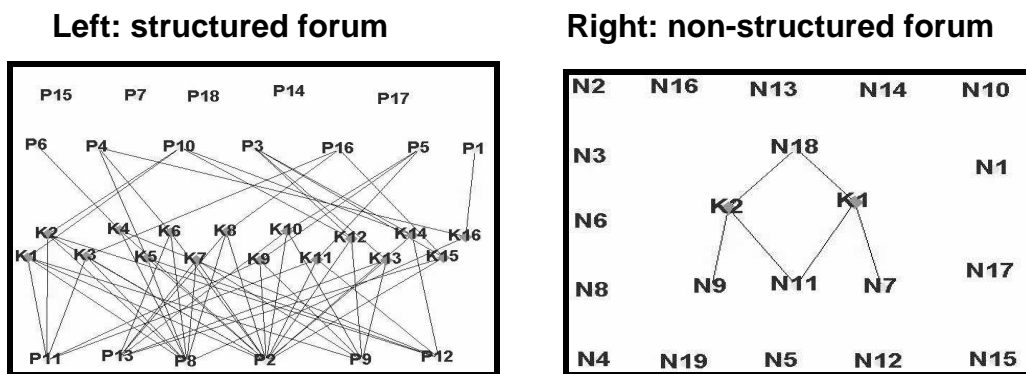 Left: structured forum
Right: non-structured forum
P15 P7 P18 P14 P17
P6 P4 P10 P3 P16 P5 P1
K2 K4 K6 K8 K10 K12 K14 K16
K1 K3 K5 K7 K9 K11 K13 K15
P11 P13 P8 P2 P9 P12
N2 N16 N13 N14 N10
N3 N18 N1
N6 K2 K1
N8 N9 N11 N7 N17
N4 N19 N5 N12 N15